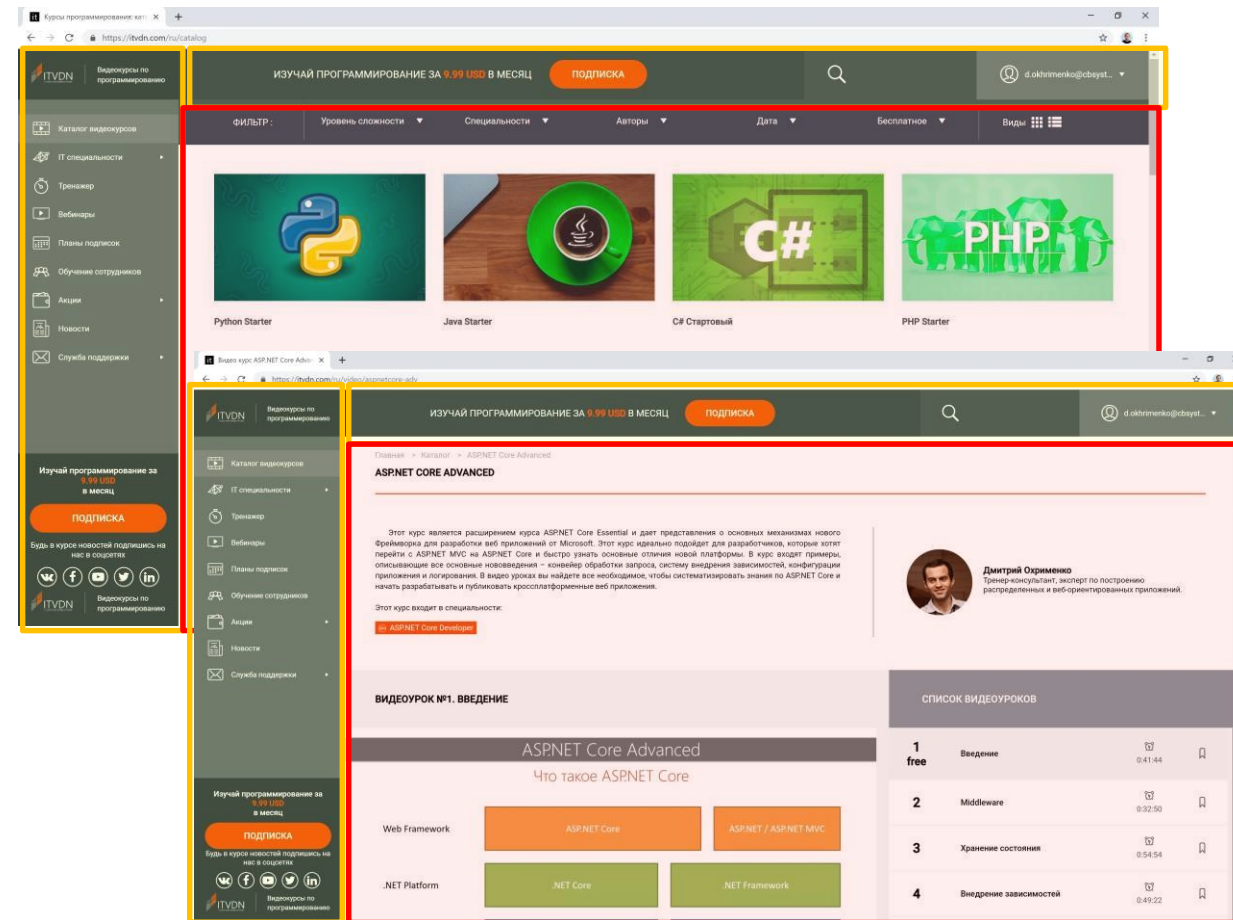 Курсы программирования: кат
https://itvdn.com/ru/catalog
ITVDN
Видеокурсы по
программированию
ИЗУЧАЙ ПРОГРАММИРОВАНИЕ ЗА 9.99 USD В МЕСЯЦ
ПОДПИСКА
d.okhrimenko@cbsyst...
ФИЛЬТР :
Уровень сложности
Специальности
Авторы
Дата
Бесплатное
Виды
Каталог видеокурсов
IT специальности
Тренажер
Вебинары
Планы подписок
Обучение сотрудников
Акции
Новости
Служба поддержки
C#
PHP
Python Starter
Java Starter
C# Стартовый
PHP Starter
Изучай программирование за
9.99 USD
в месяц
ПОДПИСКА
Будь в курсе новостей подпишись на
нас в соцсетях
ITVDN
Видеокурсы по
программированию
Видео курс ASP.NET Core Advan
https://itvdn.com/ru/video/aspnetcore-adv
ITVDN
Видеокурсы по
программированию
ИЗУЧАЙ ПРОГРАММИРОВАНИЕ ЗА 9.99 USD В МЕСЯЦ
ПОДПИСКА
d.okhrimenko@cbsyst...
Каталог видеокурсов
IT специальности
Тренажер
Вебинары
Планы подписок
Обучение сотрудников
Акции
Новости
Служба поддержки
Изучай программирование за
9.99 USD
в месяц
ПОДПИСКА
Будь в курсе новостей подпишись на
нас в соцсетях
ITVDN
Видеокурсы по
программированию
Главная > Каталог > ASP.NET Core Advanced
ASP.NET CORE ADVANCED
Этот курс является расширением курса ASP.NET Core Essential и дает представления о основных механизмах нового
Фреймворка для разработки веб приложений от Microsoft. Этот курс идеально подойдет для разработчиков, которые хотят
перейти с ASP.NET MVC на ASP.NET Core и быстро узнать основные отличия новой платформы. В курс входят примеры,
описывающие все основные нововведения – конвейер обработки запроса, систему внедрения зависимостей, конфигурации
приложения и логирования. В видео уроках вы найдете все необходимое, чтобы систематизировать знания по ASP.NET Core и
начать разрабатывать и публиковать кроссплатформенные веб приложения.
Этот курс входит в специальности:
ASP.NET Core Developer
Дмитрий Охрименко
Тренер-консультант, эксперт по построению
распределенных и веб-ориентированных приложений.
ВИДЕОУРОК №1. ВВЕДЕНИЕ
ASP.NET Core Advanced
Что такое ASP.NET Core
Web Framework
ASP.NET Core
ASP.NET / ASP.NET MVC
.NET Platform
.NET Core
.NET Framework
СПИСОК ВИДЕОУРОКОВ
1
free
Введение
0:41:44
2
Middleware
0:32:50
3
Хранение состояния
0:54:54
4
Внедрение зависимостей
0:49:22